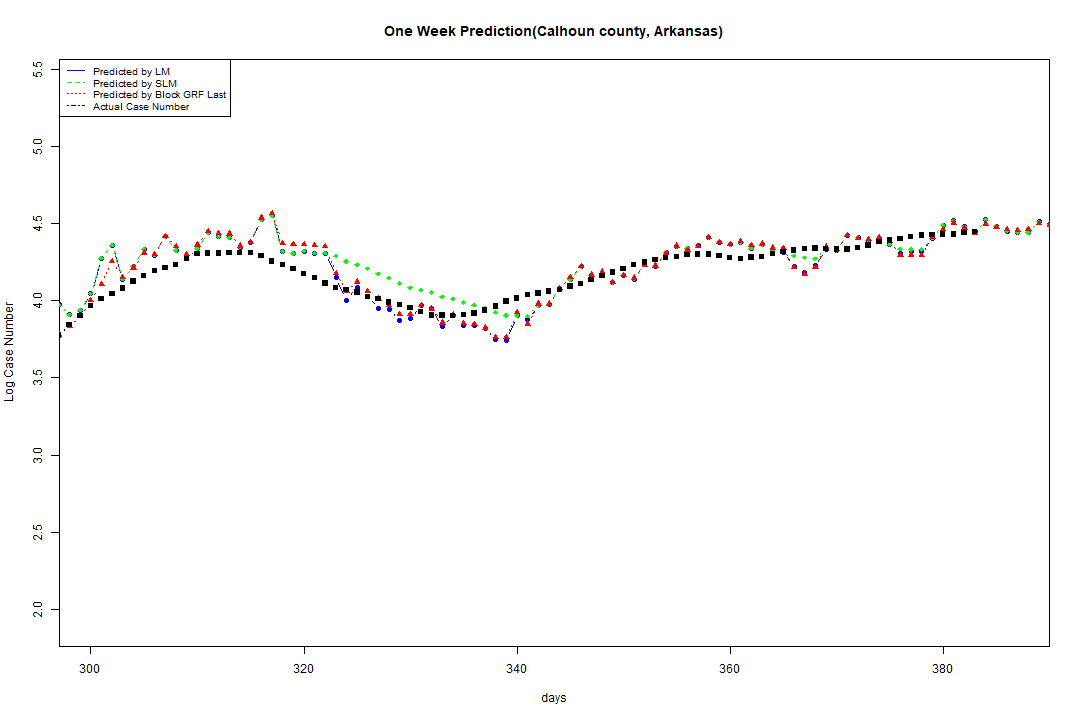 One Week Prediction(Calhoun county, Arkansas)
Predicted by LM
Predicted by SLM
Predicted by Block GRF Last
Actual Case Number
5.5
5.0
4.5
4.0
3.5
3.0
2.5
2.0
Log Case Number
300 320 340 360 380
days